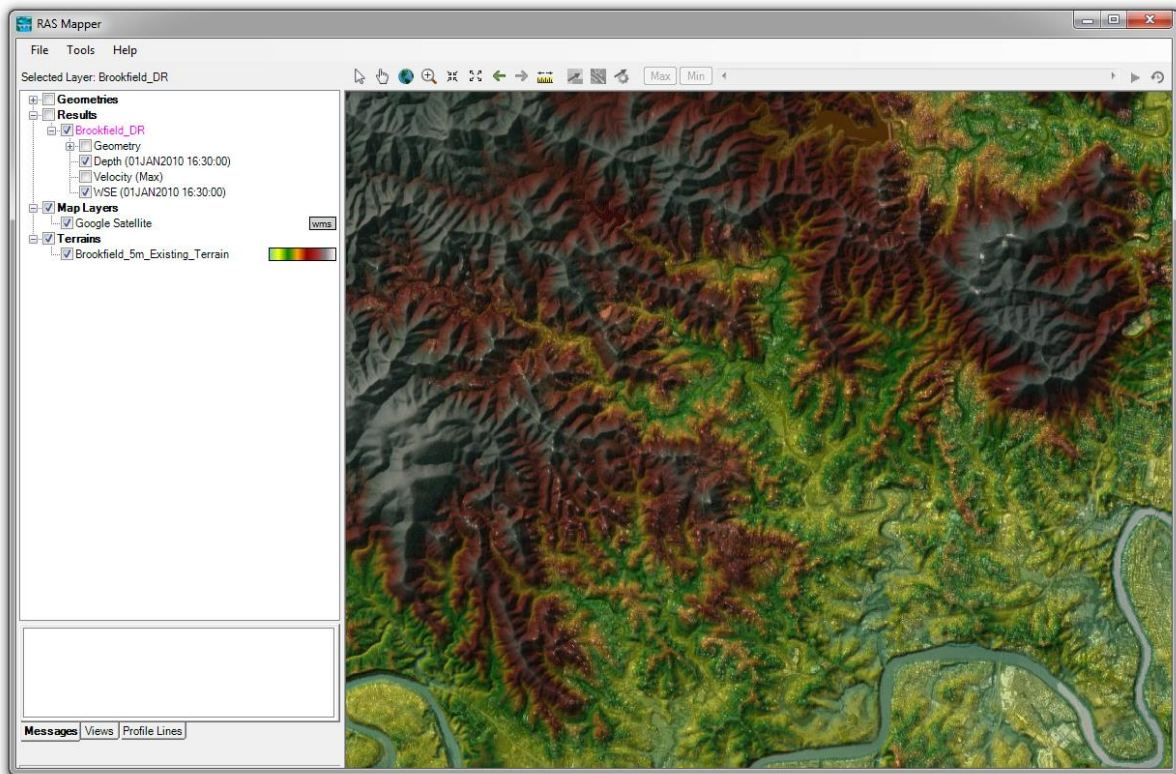 RAS Mapper
File Tools Help
Selected Layer: Brookfield_DR
Max Min
Geometries
Results
Brookfield_DR
Geometry
Depth (01JAN2010 16:30:00)
Velocity (Max)
WSE (01JAN2010 16:30:00)
Map Layers
Google Satellite wms
Terrains
Brookfield_5m_Existing_Terrain
Messages Views Profile Lines